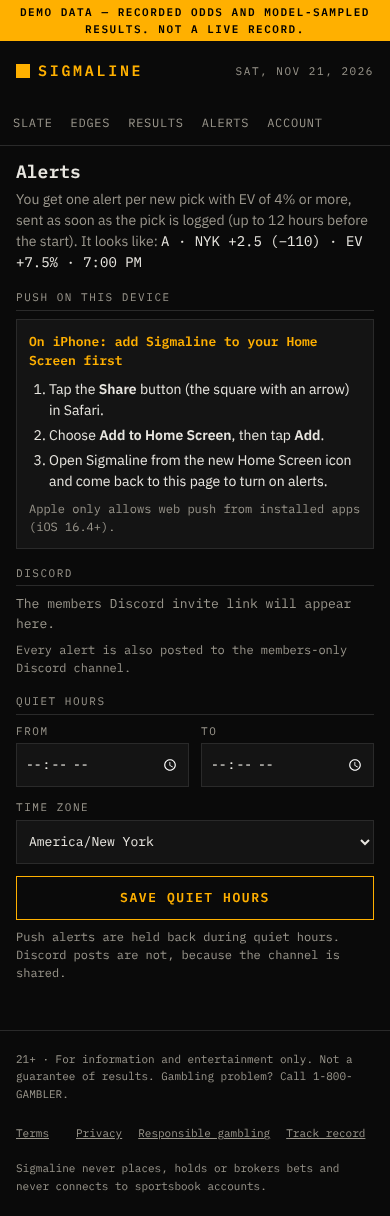 DEMO DATA — RECORDED ODDS AND MODEL-SAMPLED
RESULTS. NOT A LIVE RECORD.
SIGMALINE
SAT, NOV 21, 2026
SLATE EDGES RESULTS ALERTS ACCOUNT
Alerts
You get one alert per new pick with EV of 4% or more,
sent as soon as the pick is logged (up to 12 hours before
the start). It looks like: A · NYK +2.5 (−110) · EV
+7.5% · 7:00 PM
PUSH ON THIS DEVICE
On iPhone: add Sigmaline to your Home
Screen first
1. Tap the Share button (the square with an arrow)
in Safari.
2. Choose Add to Home Screen, then tap Add.
3. Open Sigmaline from the new Home Screen icon
and come back to this page to turn on alerts.
Apple only allows web push from installed apps
(iOS 16.4+).
DISCORD
The members Discord invite link will appear
here.
Every alert is also posted to the members-only
Discord channel.
QUIET HOURS
FROM TO
--:-- -- --:-- --
TIME ZONE
America/New York
SAVE QUIET HOURS
Push alerts are held back during quiet hours.
Discord posts are not, because the channel is
shared.
21+ · For information and entertainment only. Not a
guarantee of results. Gambling problem? Call 1-800-
GAMBLER.
Terms Privacy Responsible gambling Track record
Sigmaline never places, holds or brokers bets and
never connects to sportsbook accounts.